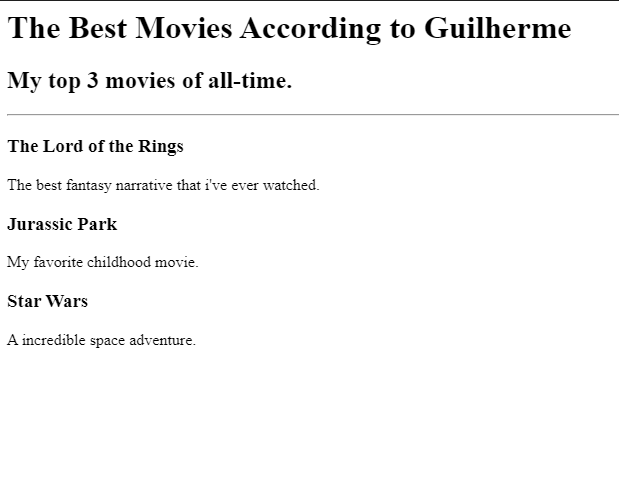 The Best Movies According to Guilherme
My top 3 movies of all-time.
The Lord of the Rings
The best fantasy narrative that i've ever watched.
Jurassic Park
My favorite childhood movie.
Star Wars
A incredible space adventure.